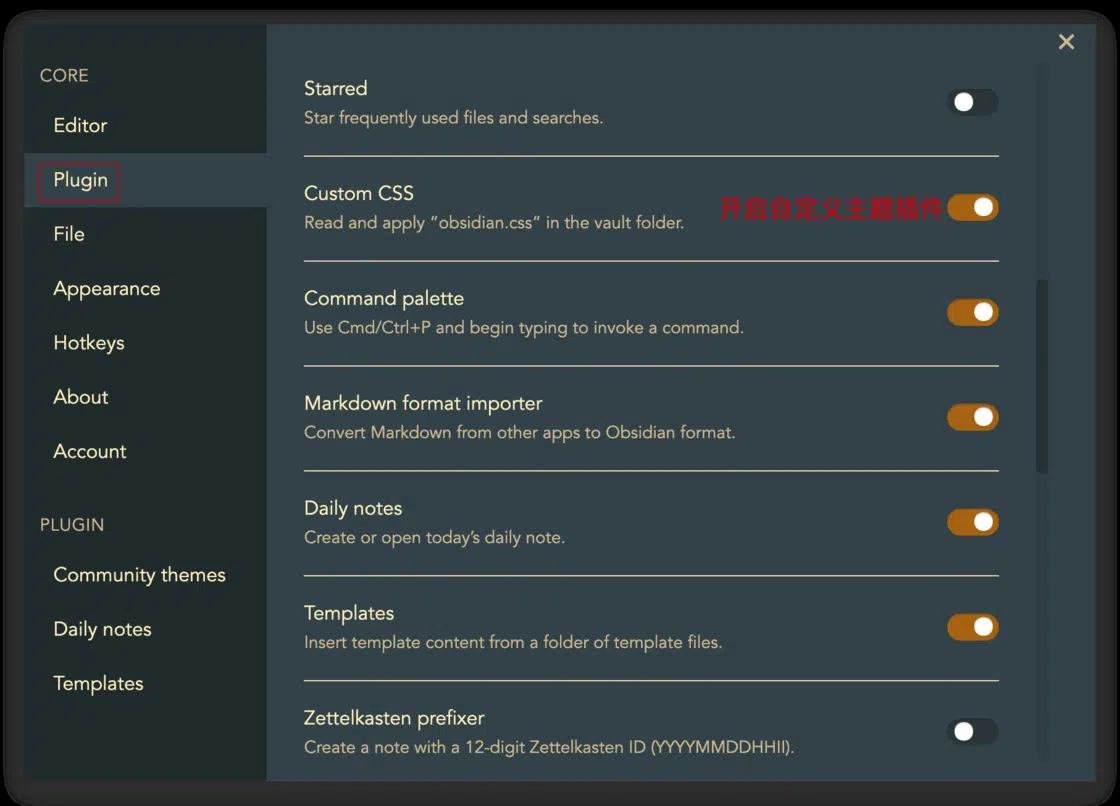 CORE
Editor
Plugin
File
Appearance
Hotkeys
About
Account
PLUGIN
Community themes
Daily notes
Templates
Starred
Star frequently used files and searches.
Custom CSS
Read and apply “obsidian.css“ in the vault folder.
开启自定义主题插件
Command palette
Use Cmd/Ctrl+P and begin typing to invoke a command.
Markdown format importer
Convert Markdown from other apps to Obsidian format.
Daily notes
Create or open today’s daily note.
Templates
Insert template content from a folder of template files.
Zettelkasten prefixer
Create a note with a 12-digit Zettelkasten ID (YYYYMMDDHHII).